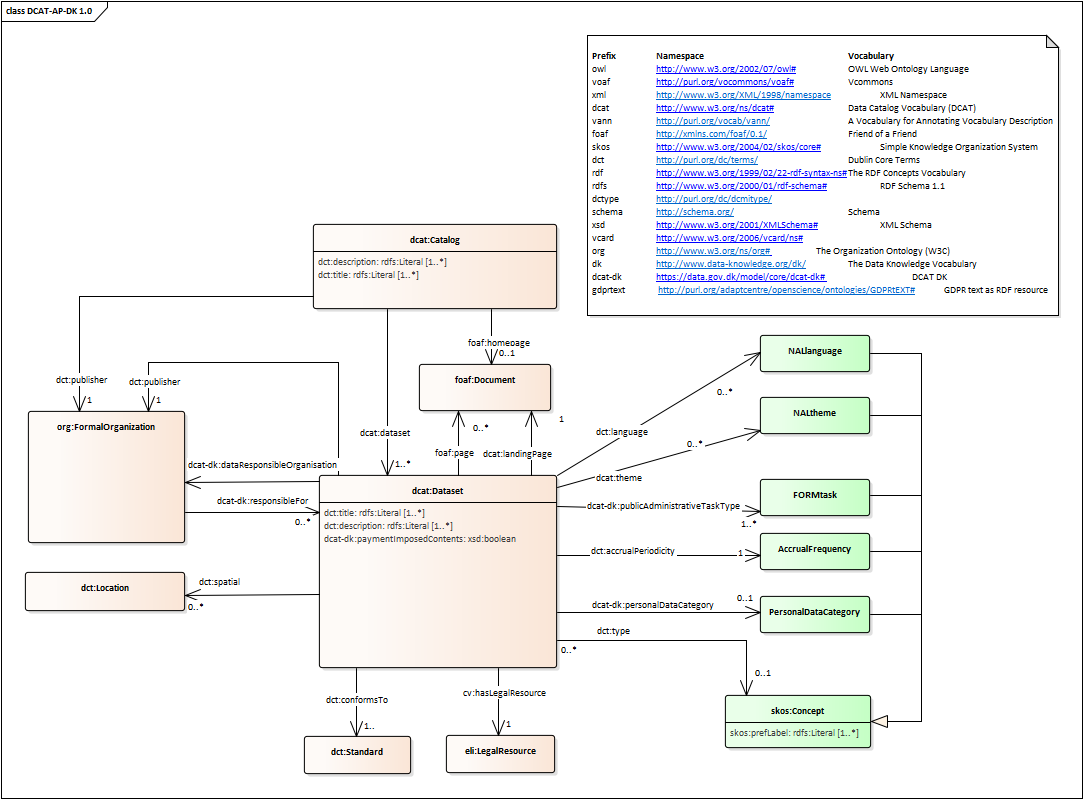 class DCAT-AP-DK 1.0
Prefix Namespace Vocabulary
owl http://www.w3.org/2002/07/owl# OWL Web Ontology Language
voaf http://purl.org/vocommons/voaf# Vcommons
xml http://www.w3.org/XML/1998/namespace XML Namespace
dcat http://www.w3.org/ns/dcat# Data Catalog Vocabulary (DCAT)
vann http://purl.org/vocab/vann/ A Vocabulary for Annotating Vocabulary Description
foaf http://xmlns.com/foaf/0.1/ Friend of a Friend
skos http://www.w3.org/2004/02/skos/core# Simple Knowledge Organization System
dct http://purl.org/dc/terms/ Dublin Core Terms
rdf http://www.w3.org/1999/02/22-rdf-syntax-ns# The RDF Concepts Vocabulary
rdfs http://www.w3.org/2000/01/rdf-schema# RDF Schema 1.1
dctype http://purl.org/dc/dcmitype/
schema http://schema.org/ Schema
xsd http://www.w3.org/2001/XMLSchema# XML Schema
vcard http://www.w3.org/2006/vcard/ns#
org http://www.w3.org/ns/org# The Organization Ontology (W3C)
dk http://www.data-knowledge.org/dk/ The Data Knowledge Vocabulary
dcat-dk https://data.gov.dk/model/core/dcat-dk# DCAT DK
gdprtext http://purl.org/adaptcentre/openscience/ontologies/GDPRtEXT# GDPR text as RDF resource
dcat:Catalog
dct:description: rdfs:Literal [1..*]
dct:title: rdfs:Literal [1..*]
foaf:homepage
0..1
dct:publisher
/1
dct:publisher
/1
foaf:Document
NALlanguage
0..*
org:FormalOrganization
dcat:dataset
1..*
0..*
1
foaf:page
dcat:landingPage
dct:language
NALtheme
0..*
dcat-dk:dataResponsibleOrganisation
dcat-dk:responsibleFor
0..*
dcat:Dataset
dct:title: rdfs:Literal [1..*]
dct:description: rdfs:Literal [1..*]
dcat-dk:paymentImposedContents: xsd:boolean
dcat:theme
dcat-dk:publicAdministrativeTaskType
1..*
FORMtask
dct:accrualPeriodicity
1
AccrualFrequency
dct:Location
dct:spatial
0..*
dcat-dk:personalDataCategory
0..1
PersonalDataCategory
dct:type
0..*
0..1
dct:conformsTo
1..
cv:hasLegalResource
/1
skos:Concept
skos:prefLabel: rdfs:Literal [1..*]
dct:Standard
eli:LegalResource